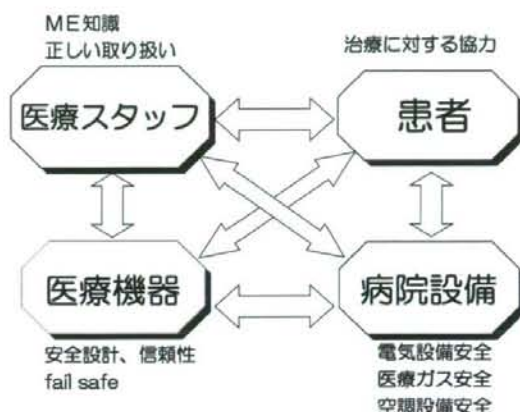 ME知識
正しい取り扱い
治療に対する協力
医療スタッフ
患者
医療機器
病院設備
安全設計、信頼性
fail safe
電気設備安全
医療ガス安全
空調設備安全